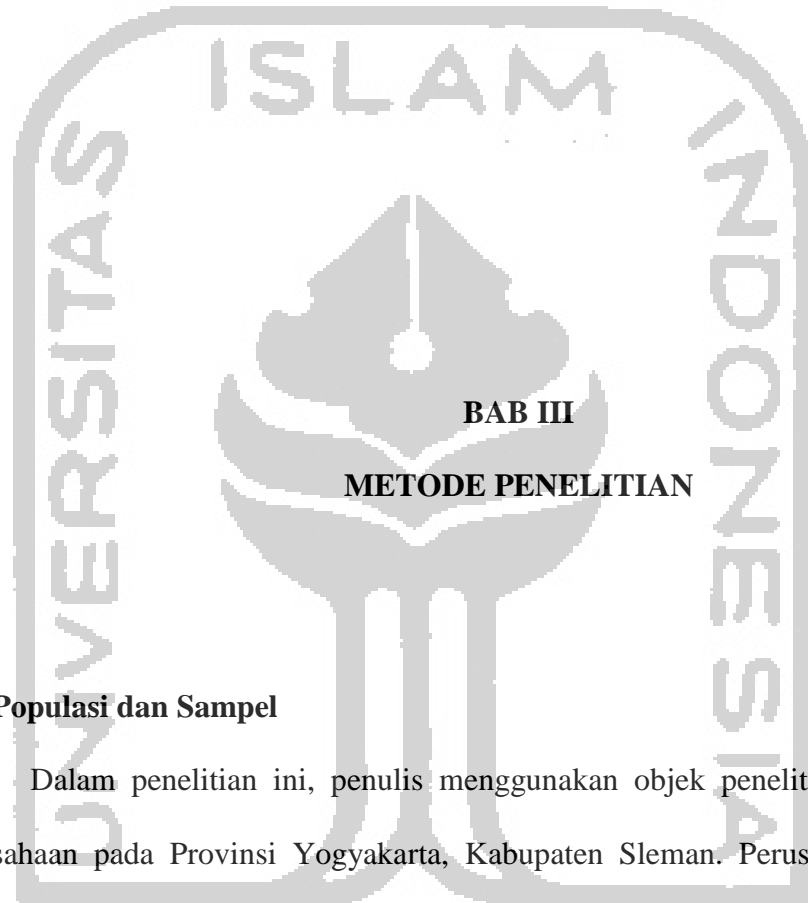 ISLAM
UNIVERSITAS
INDONESIA
BAB III
METODE PENELITIAN
Populasi dan Sampel
Dalam penelitian ini, penulis menggunakan objek penelit
sahaan pada Provinsi Yogyakarta, Kabupaten Sleman. Perus